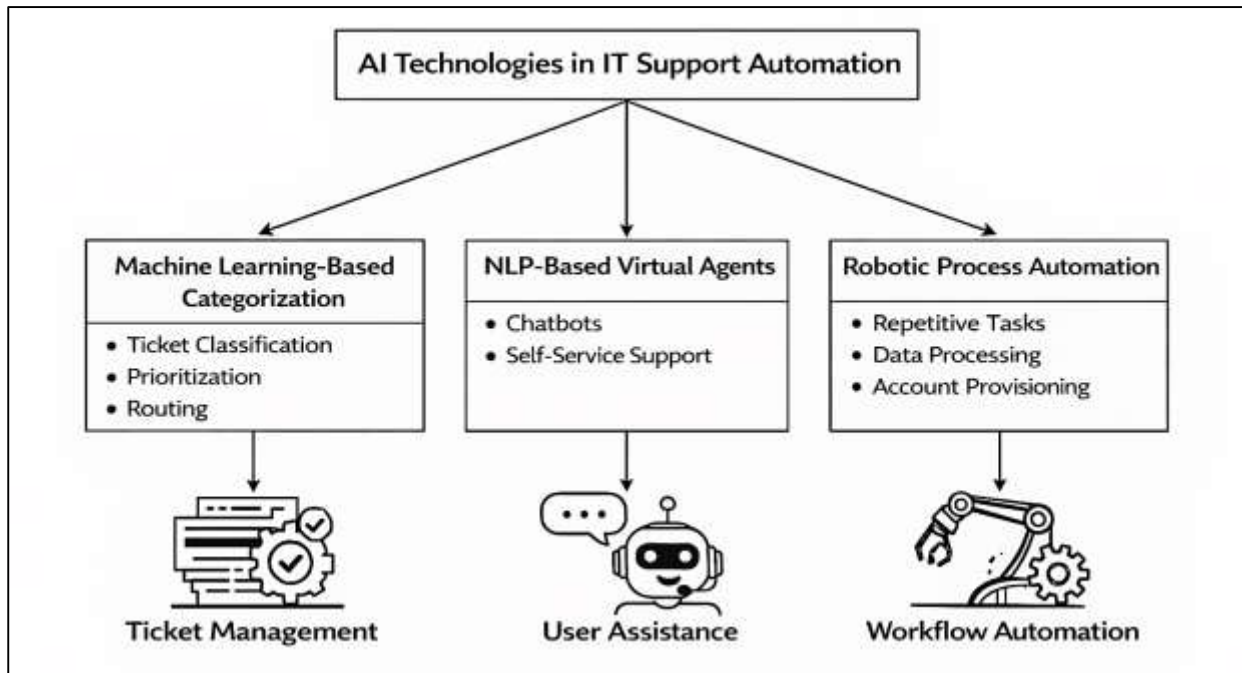 AI Technologies in IT Support Automation
Machine Learning-Based
Categorization
• Ticket Classification
• Prioritization
• Routing
NLP-Based Virtual Agents
• Chatbots
• Self-Service Support
Robotic Process Automation
• Repetitive Tasks
• Data Processing
• Account Provisioning
Ticket Management
User Assistance
Workflow Automation